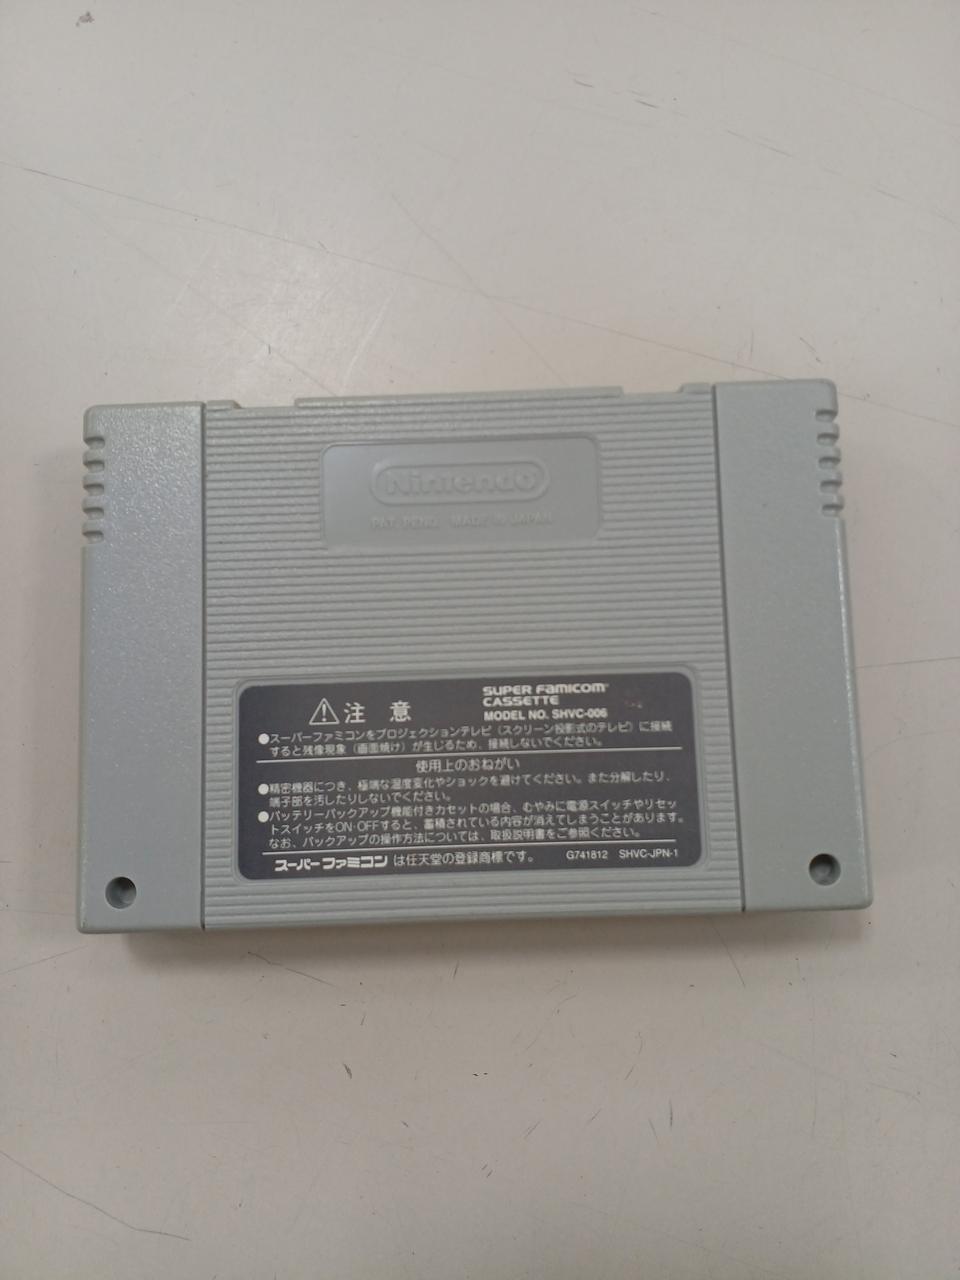 Nintendo
PAT. PEND. MADE IN JAPAN
注意
SUPER FAMICOM
CASSETTE
MODEL NO. SHVC-006
●スーパーファミコンをプロジェクションテレビ(スクリーン投影式のテレビ)に接続
すると残像現象(画面焼け)が生じるため、接続しないでください。
使用上のおねがい
●精密機器につき、極端な温度変化やショックを避けてください。また分解したり、
端子部を汚したりしないでください。
●バッテリーバックアップ機能付きカセットの場合、むやみに電源スイッチやリセッ
トスイッチをON・OFFすると、蓄積されている内容が消えてしまうことがあります。
なお、バックアップの操作方法については、取扱説明書をご参照ください。
スーパーファミコンは任天堂の登録商標です。 G741812 SHVC-JPN-1